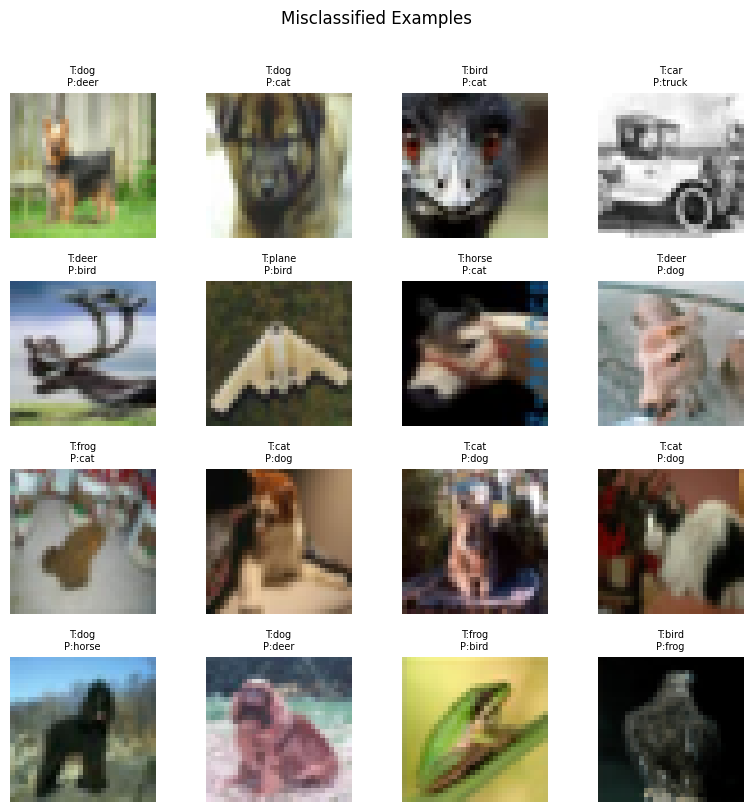 Misclassified Examples
T:dog
P:deer
T:dog
P:cat
T:bird
P:cat
T:car
P:truck
T:deer
P:bird
T:plane
P:bird
T:horse
P:cat
T:deer
P:dog
T:frog
P:cat
T:cat
P:dog
T:cat
P:dog
T:cat
P:dog
T:dog
P:horse
T:dog
P:deer
T:frog
P:bird
T:bird
P:frog